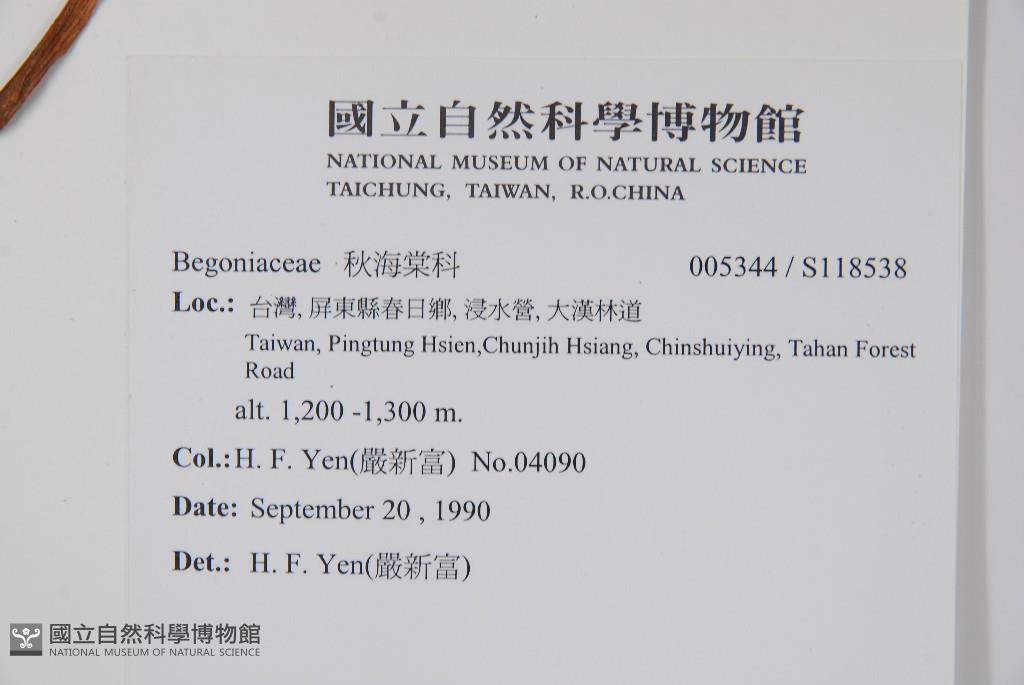 國立自然科學博物館
NATIONAL MUSEUM OF NATURAL SCIENCE
TAICHUNG, TAIWAN, R.O.CHINA
Begoniaceae 秋海棠科 005344 / S118538
Loc.: 台灣, 屏東縣春日鄉, 浸水營, 大漢林道
Taiwan, Pingtung Hsien,Chunjih Hsiang, Chinshuiying, Tahan Forest
Road
alt. 1,200 -1,300 m.
Col.:H. F. Yen(嚴新富) No.04090
Date: September 20 , 1990
Det.: H. F. Yen(嚴新富)
國立自然科學博物館
NATIONAL MUSEUM OF NATURAL SCIENCE